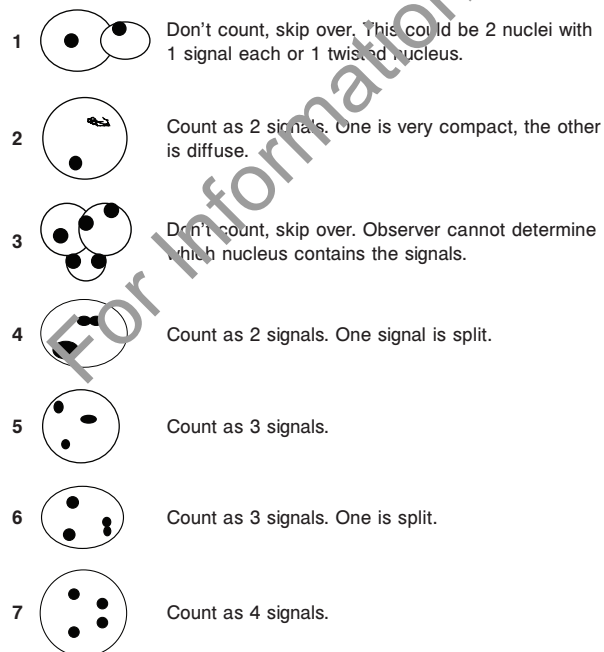 1 Don't count, skip over. This could be 2 nuclei with
1 signal each or 1 twisted nucleus.
2 Count as 2 signals. One is very compact, the other
is diffuse.
3 Don't count, skip over. Observer cannot determine
which nucleus contains the signals.
4 Count as 2 signals. One signal is split.
5 Count as 3 signals.
6 Count as 3 signals. One is split.
7 Count as 4 signals.
For Information